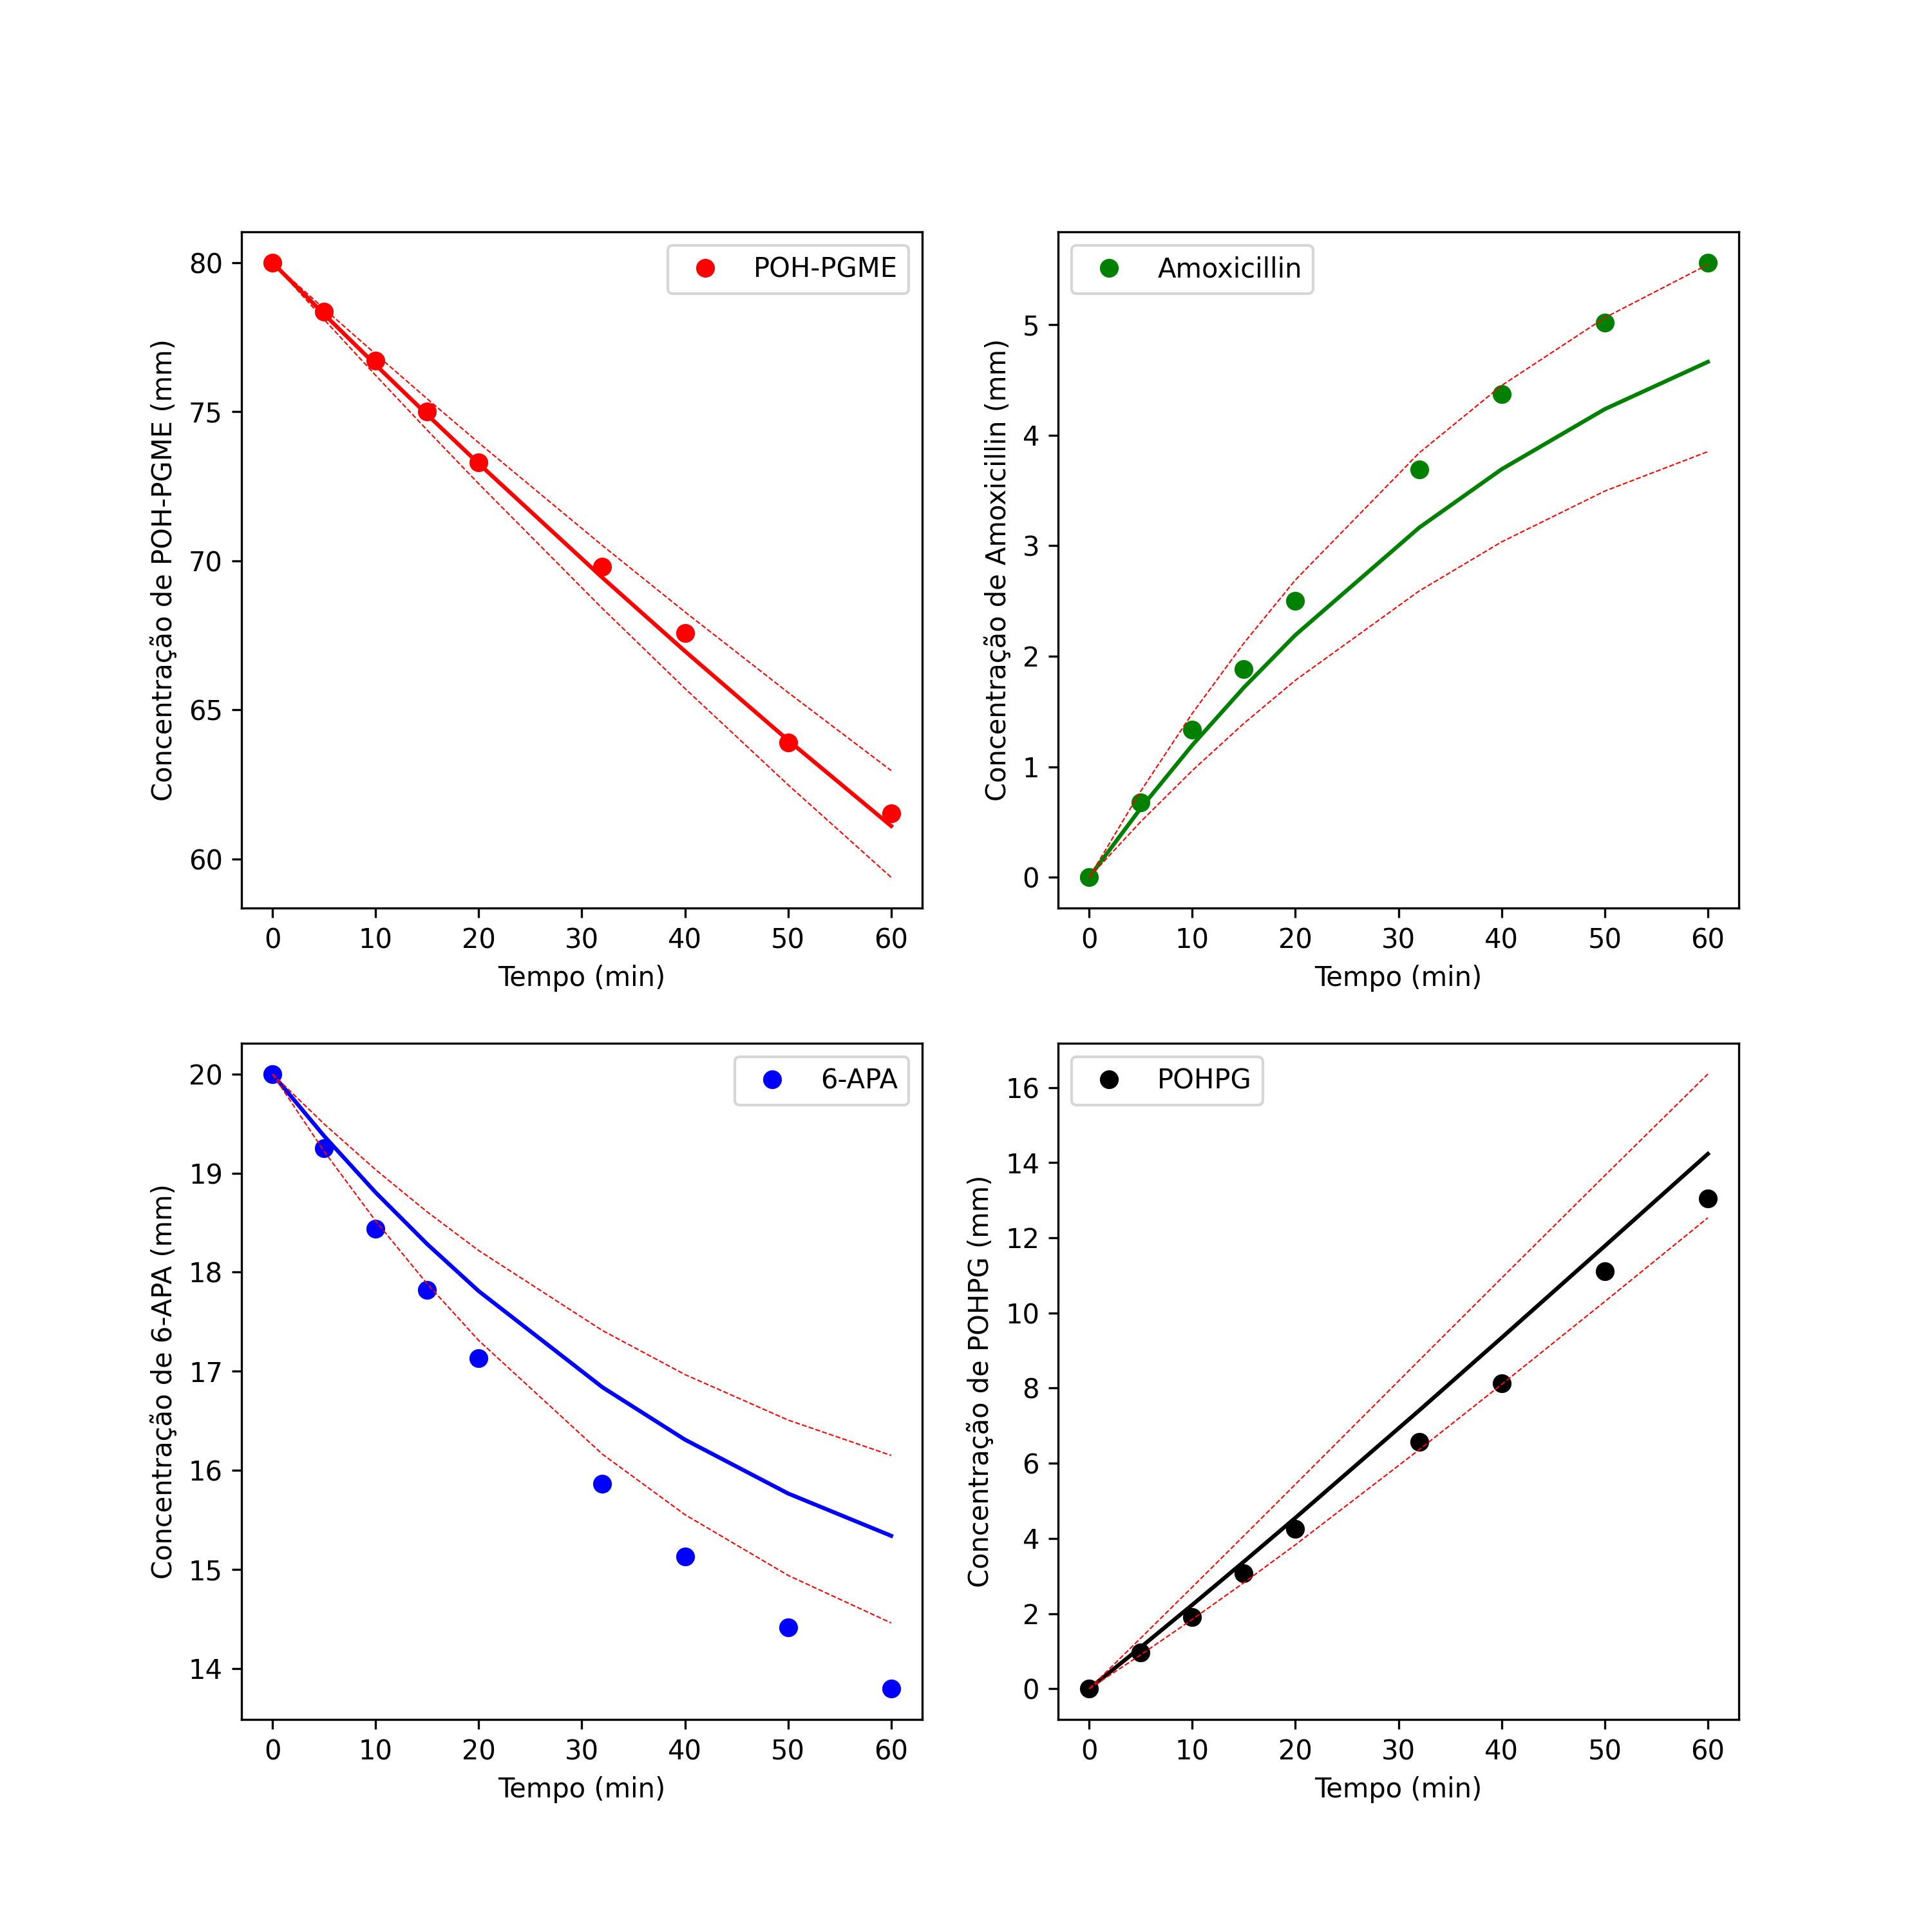 POH-PGME
Concentração de POH-PGME (mm)
80
75
70
65
60
0 10 20 30 40 50 60
Tempo (min)
Amoxicillin
Concentração de Amoxicillin (mm)
5
4
3
2
1
0
0 10 20 30 40 50 60
Tempo (min)
6-APA
Concentração de 6-APA (mm)
20
19
18
17
16
15
14
0 10 20 30 40 50 60
Tempo (min)
POHPG
Concentração de POHPG (mm)
16
14
12
10
8
6
4
2
0
0 10 20 30 40 50 60
Tempo (min)